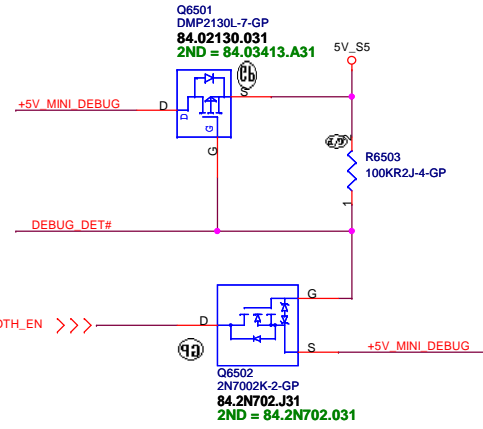 Q6501
DMP2130L-7-GP
84.02130.031
2ND = 84.03413.A31
5V_S5
+5V_MINI_DEBUG
D
S
D
G
G
2
R6503
100KR2J-4-GP
1
DEBUG_DET#
G
OTH_EN
D
S
+5V_MINI_DEBUG
Q6502
2N7002K-2-GP
84.2N702.J31
2ND = 84.2N702.031